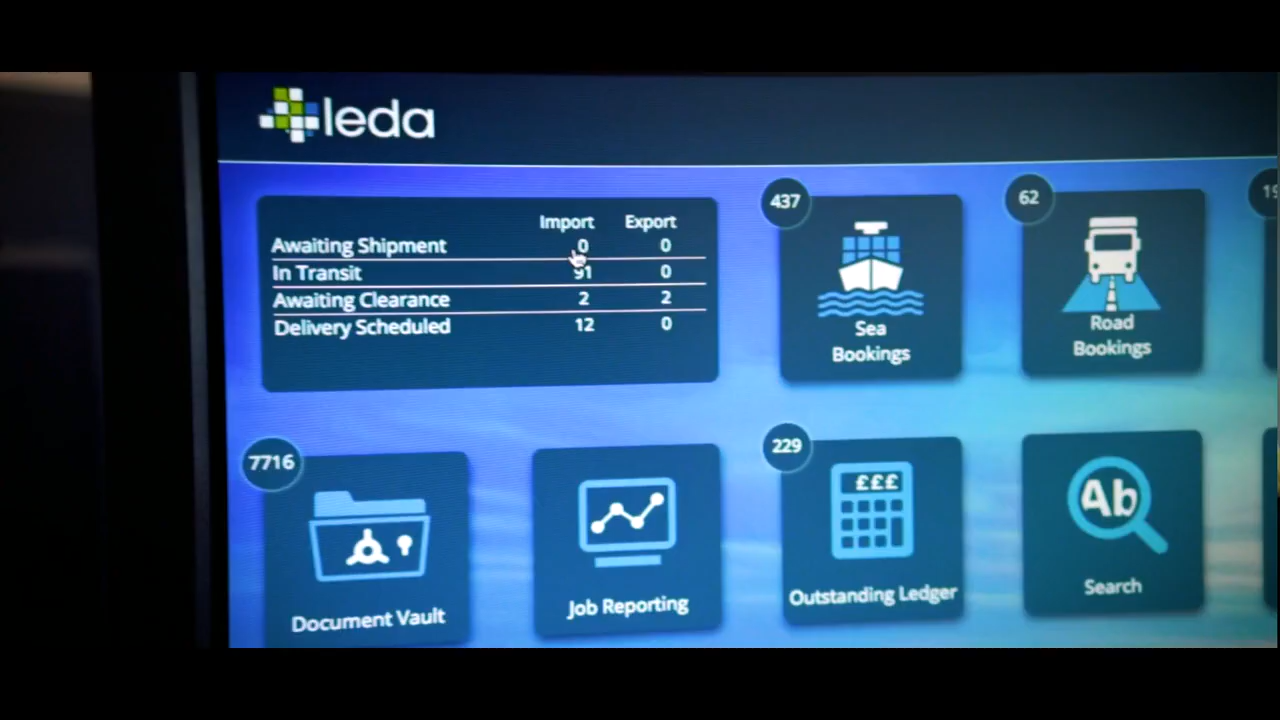 leda
Import Export
Awaiting Shipment 0 0
In Transit 91 0
Awaiting Clearance 2 2
Delivery Scheduled 12 0
437
Sea
Bookings
62
Road
Bookings
7716
Document Vault
Job Reporting
229
£££
Outstanding Ledger
Ab
Search